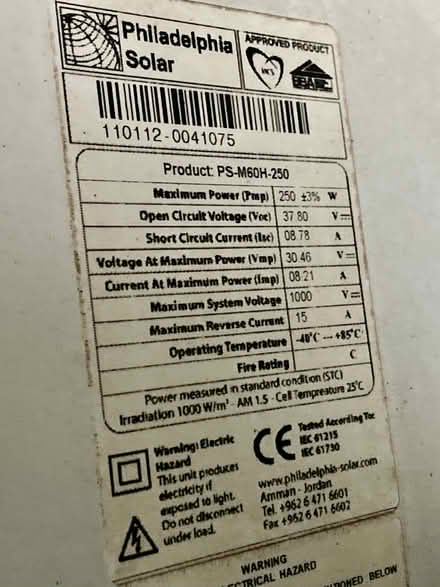 Philadelphia
Solar
APPROVED PRODUCT
MCS
BBA
110112-0041075
Product: PS-M60H-250
Maximum Power (Pmp) 250 ±3% W
Open Circuit Voltage (Voc) 37.80 V
Short Circuit Current (Isc) 08.78 A
Voltage At Maximum Power (Vmp) 30.46 V
Current At Maximum Power (Imp) 08.21 A
Maximum System Voltage 1000 V
Maximum Reverse Current 15 A
Operating Temperature -40°C --- +85°C
Fire Rating C
Power measured in standard condition (STC)
Irradiation 1000 W/m² - AM 1.5 - Cell Tempreature 25°C
Warning: Electric
Hazard
This unit produces
electricity if
exposed to light.
Do not disconnect
under load.
CE
Tested According To:
IEC 61215
IEC 61730
www.philadelphia-solar.com
Amman - Jordan
Tel. +962 6 471 6601
Fax +962 6 471 6602
WARNING
ELECTRICAL HAZARD
BELOW